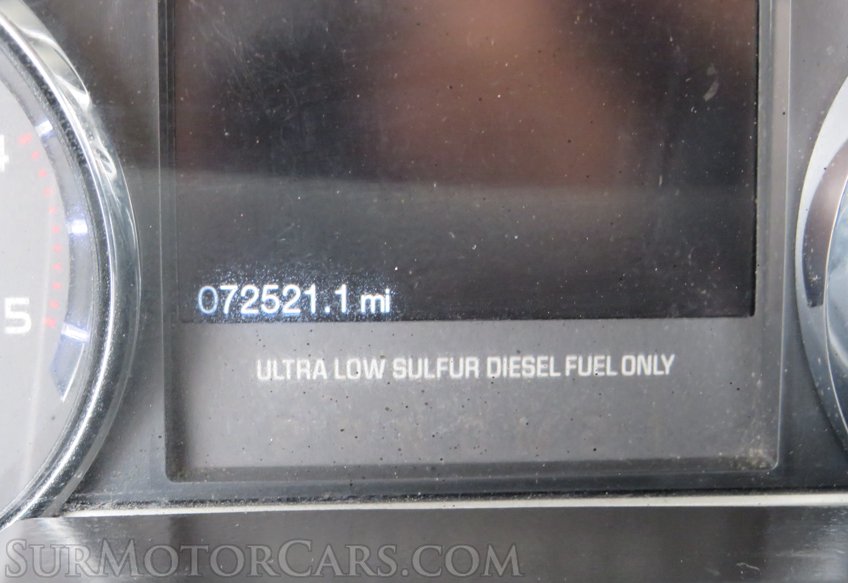 4
5
072521.1 mi
ULTRA LOW SULFUR DIESEL FUEL ONLY
SURMOTORCARS.COM